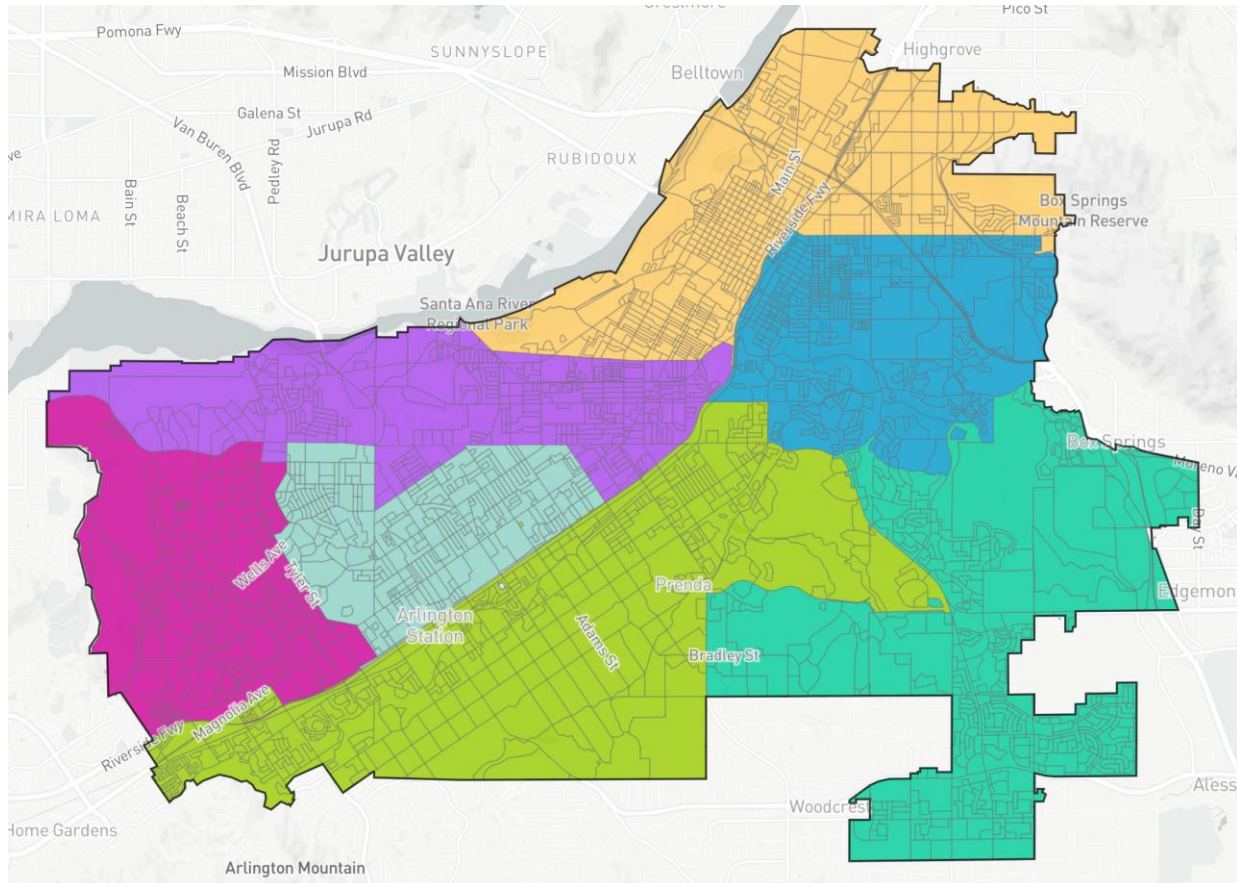 Pico St
Pomona Fwy
SUNNYSLOPE
Highgrove
Mission Blvd
Belltown
Galena St
Jurupa Rd
Van Buren Blvd
Pedley Rd
RUBIDOUX
Main St
Bain St
Beach St
MIRA LOMA
Riverside Fwy
Box Springs
Mountain Reserve
Jurupa Valley
Santa Ana River
Regional Park
Box Springs
Day St
Wells Ave
Tyler St
Prenda
Arlington
Station
Adams St
Bradley St
Magnolia Ave
Riverside Fwy
Woodcrest
Home Gardens
Arlington Mountain